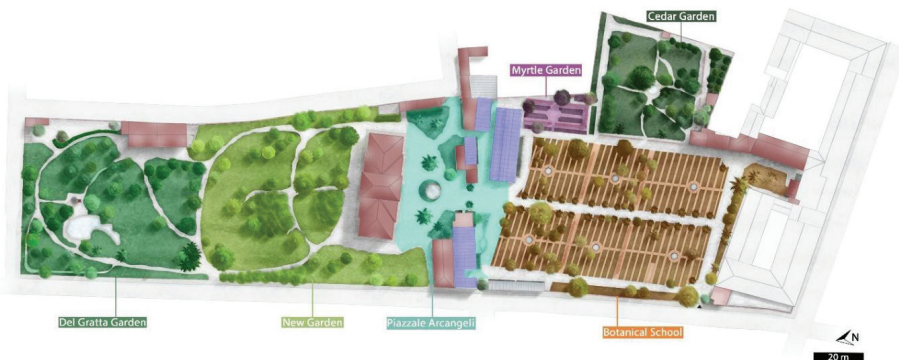 Cedar Garden
Myrtle Garden
Del Gratta Garden
New Garden
Piazzale Arcangeli
Botanical School
N
20 m